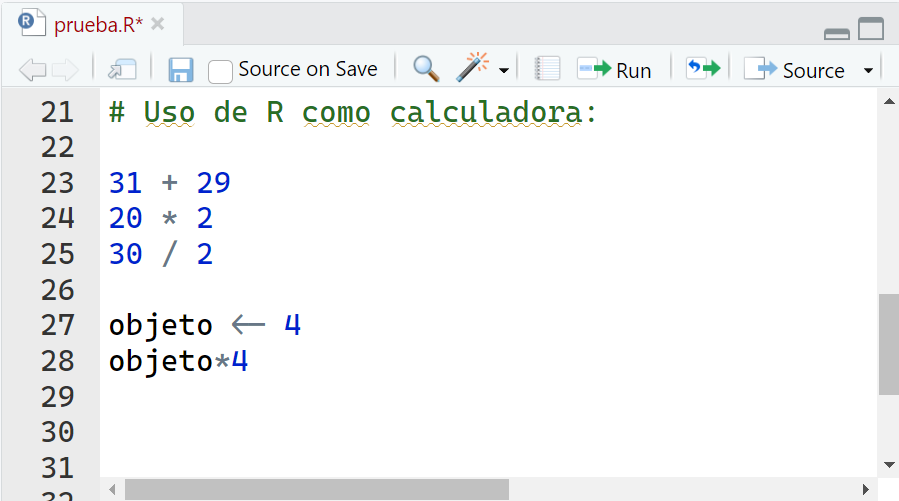 R prueba.R*
Source on Save Run Source
21 # Uso de R como calculadora:
22
23 31 + 29
24 20 * 2
25 30 / 2
26
27 objeto <- 4
28 objeto*4
29
30
31
32